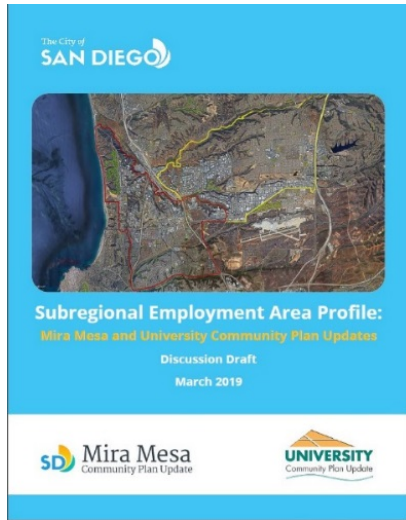 The City of
SAN DIEGO
Subregional Employment Area Profile:
Mira Mesa and University Community Plan Updates
Discussion Draft
March 2019
SD Mira Mesa
Community Plan Update
UNIVERSITY
Community Plan Update